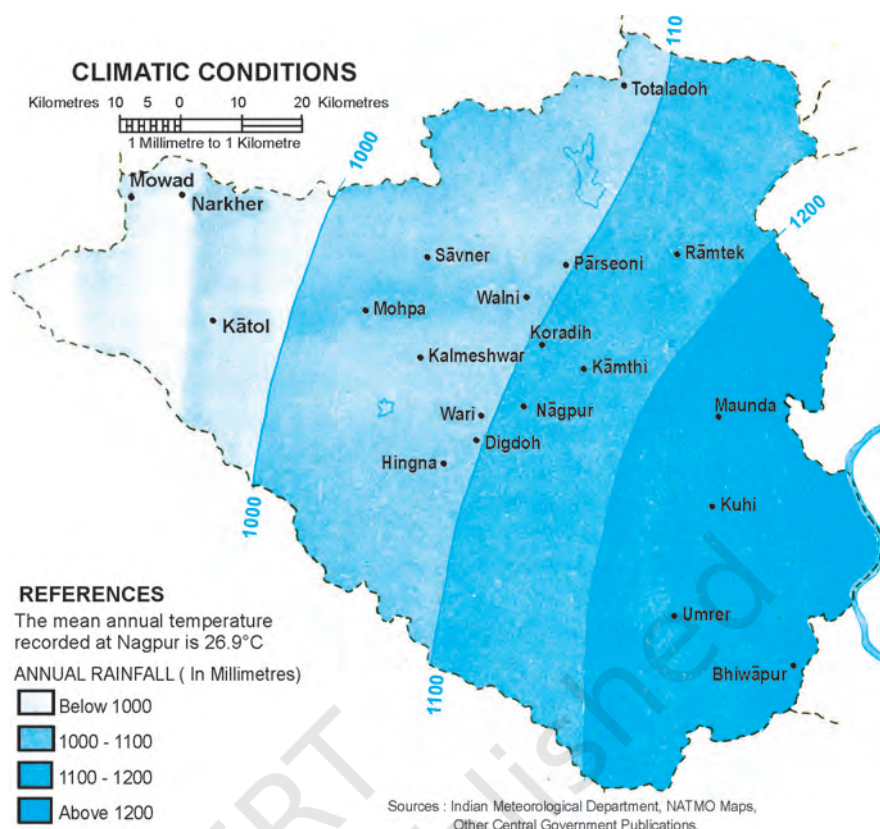 110
CLIMATIC CONDITIONS
Kilometres 10 5 0 10 20 Kilometres
1 Millimetre to 1 Kilometre
Totaladoh
1000
Mowad
Narkher
1200
Sāvner
Pārseoni
Rāmtek
Walni
Mohpa
Kātol
Koradih
Kalmeshwar
Kāmthi
Wari
Nāgpur
Maunda
Digdoh
Hingna
1000
Kuhi
REFERENCES
The mean annual temperature
recorded at Nagpur is 26.9°C
Umrer
ANNUAL RAINFALL ( In Millimetres)
Bhiwāpur
1100
Below 1000
1000 - 1100
1100 - 1200
Above 1200
Sources : Indian Meteorological Department, NATMO Maps,
Other Central Government Publications.